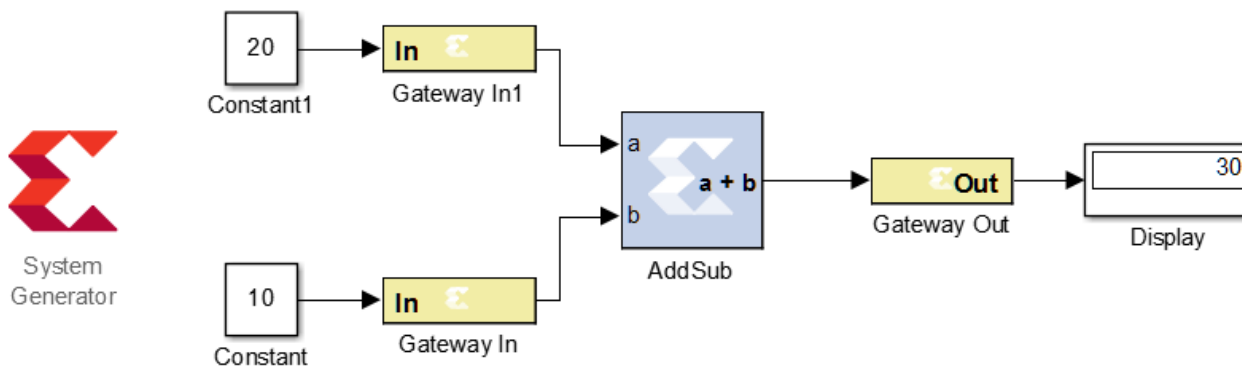 20
In
Constant1
Gateway In1
a
a + b
b
Out
30
Gateway Out
Display
AddSub
System
Generator
10
In
Constant
Gateway In